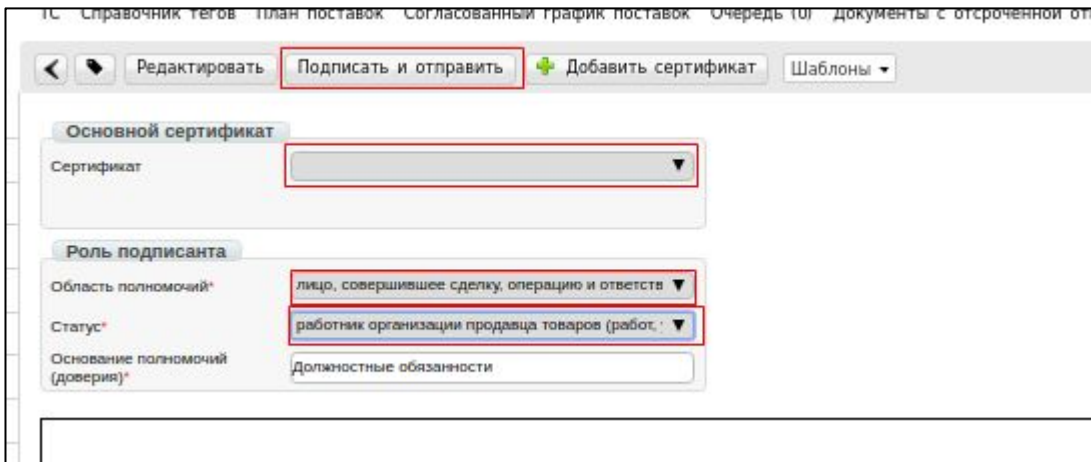 ТС Справочник тегов План поставок Согласованный график поставок Очередь (0) Документы с отсроченной
Редактировать Подписать и отправить Добавить сертификат Шаблоны
Основной сертификат
Сертификат
Роль подписанта
Область полномочий* лицо, совершившее сделку, операцию и ответств
Статус* работник организации продавца товаров (работ,
Основание полномочий
(доверия)* Должностные обязанности